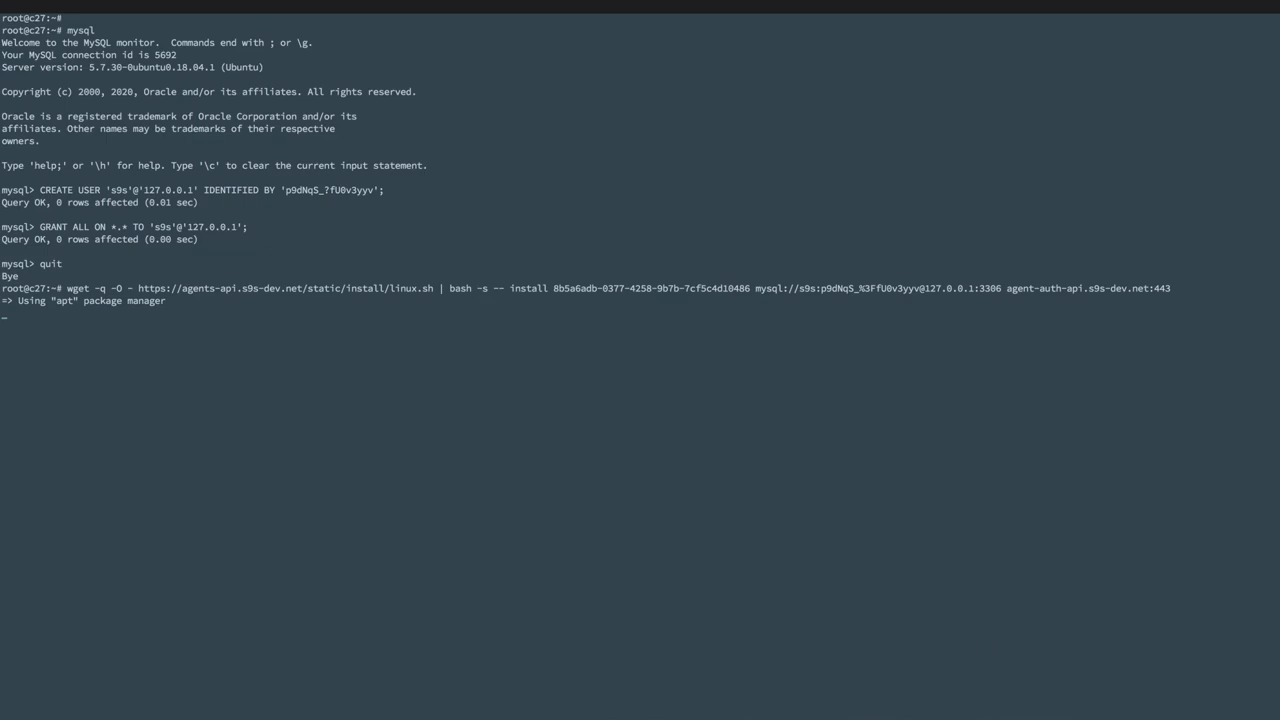 root@c27:~#
root@c27:~# mysql
Welcome to the MySQL monitor.  Commands end with ; or \g.
Your MySQL connection id is 5692
Server version: 5.7.30-0ubuntu0.18.04.1 (Ubuntu)
Copyright (c) 2000, 2020, Oracle and/or its affiliates. All rights reserved.
Oracle is a registered trademark of Oracle Corporation and/or its
affiliates. Other names may be trademarks of their respective
owners.
Type 'help;' or '\h' for help. Type '\c' to clear the current input statement.
mysql> CREATE USER 's9s'@'127.0.0.1' IDENTIFIED BY 'p9dNqS_?fU0v3yyv';
Query OK, 0 rows affected (0.01 sec)
mysql> GRANT ALL ON *.* TO 's9s'@'127.0.0.1';
Query OK, 0 rows affected (0.00 sec)
mysql> quit
Bye
root@c27:~# wget -q -O - https://agents-api.s9s-dev.net/static/install/linux.sh | bash -s -- install 8b5a6adb-0377-4258-9b7b-7cf5c4d10486 mysql://s9s:p9dNqS_%3FfU0v3yyv@127.0.0.1:3306 agent-auth-api.s9s-dev.net:443
=> Using "apt" package manager